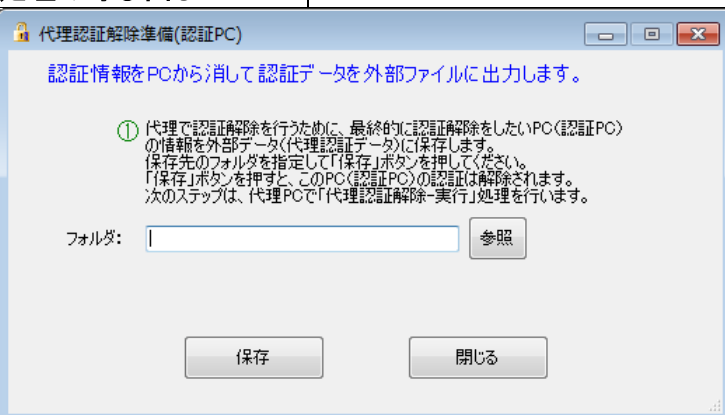 代理認証解除準備(認証PC)
認証情報をPCから消して認証データを外部ファイルに出力します。
① 代理で認証解除を行うために、最終的に認証解除をしたいPC(認証PC)
の情報を外部データ(代理認証データ)に保存します。
保存先のフォルダを指定して「保存」ボタンを押してください。
「保存」ボタンを押すと、このPC(認証PC)の認証は解除されます。
次のステップは、代理PCで「代理認証解除-実行」処理を行います。
フォルダ: 参照
保存 閉じる